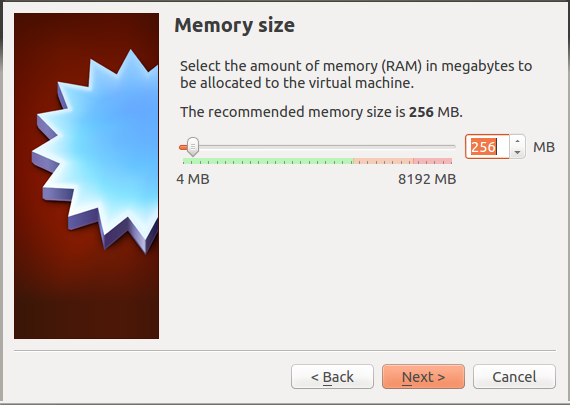 Memory size
Select the amount of memory (RAM) in megabytes to
be allocated to the virtual machine.
The recommended memory size is 256 MB.
256 MB
4 MB 8192 MB
< Back Next > Cancel